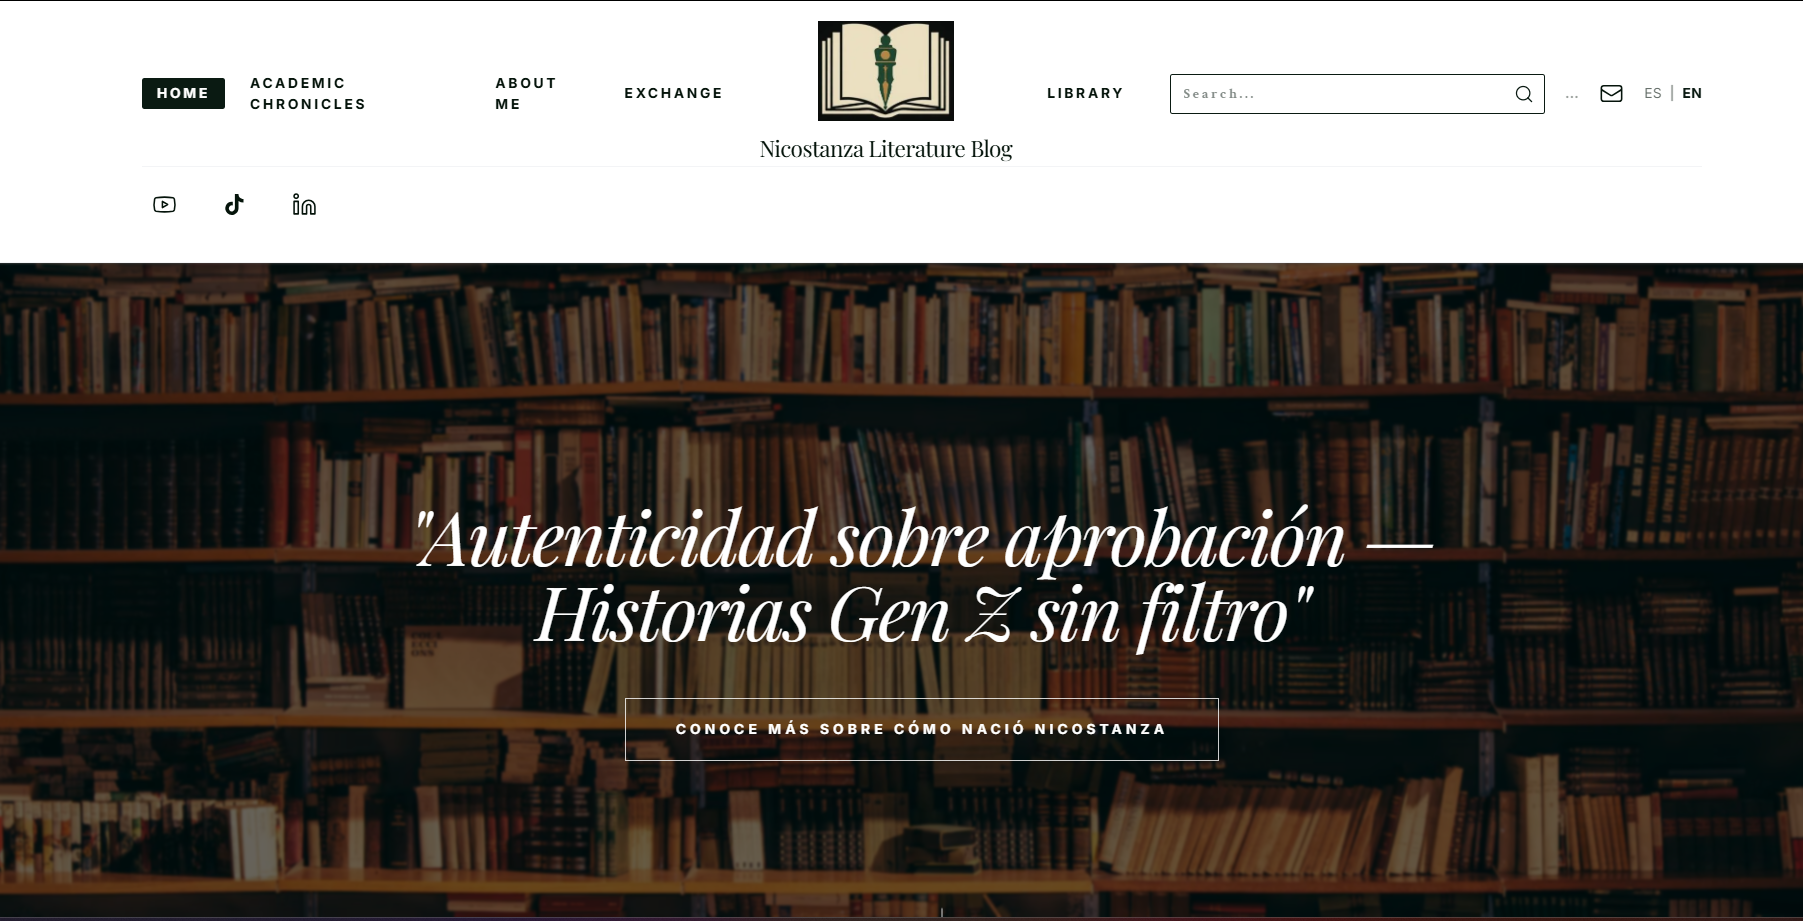 HOME
ACADEMIC
CHRONICLES
ABOUT
ME
EXCHANGE
Nicostanza Literature Blog
LIBRARY
Search...
...
ES | EN
"Autenticidad sobre aprobación —
Historias Gen Z sin filtro"
CONOCE MÁS SOBRE CÓMO NACIÓ NICOSTANZA